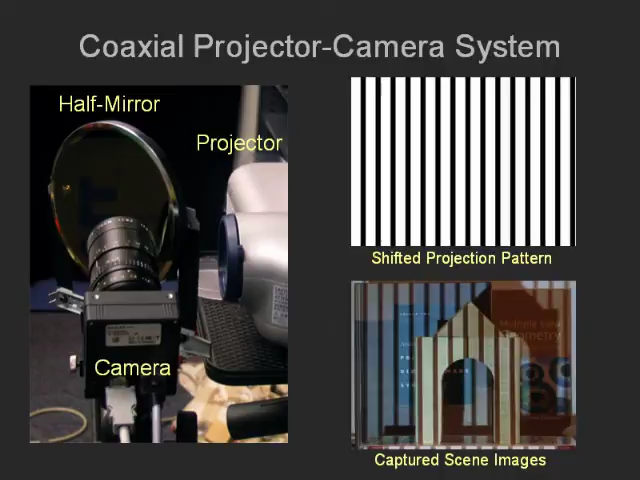 Coaxial Projector-Camera System
Half-Mirror
Projector
Camera
Shifted Projection Pattern
Captured Scene Images